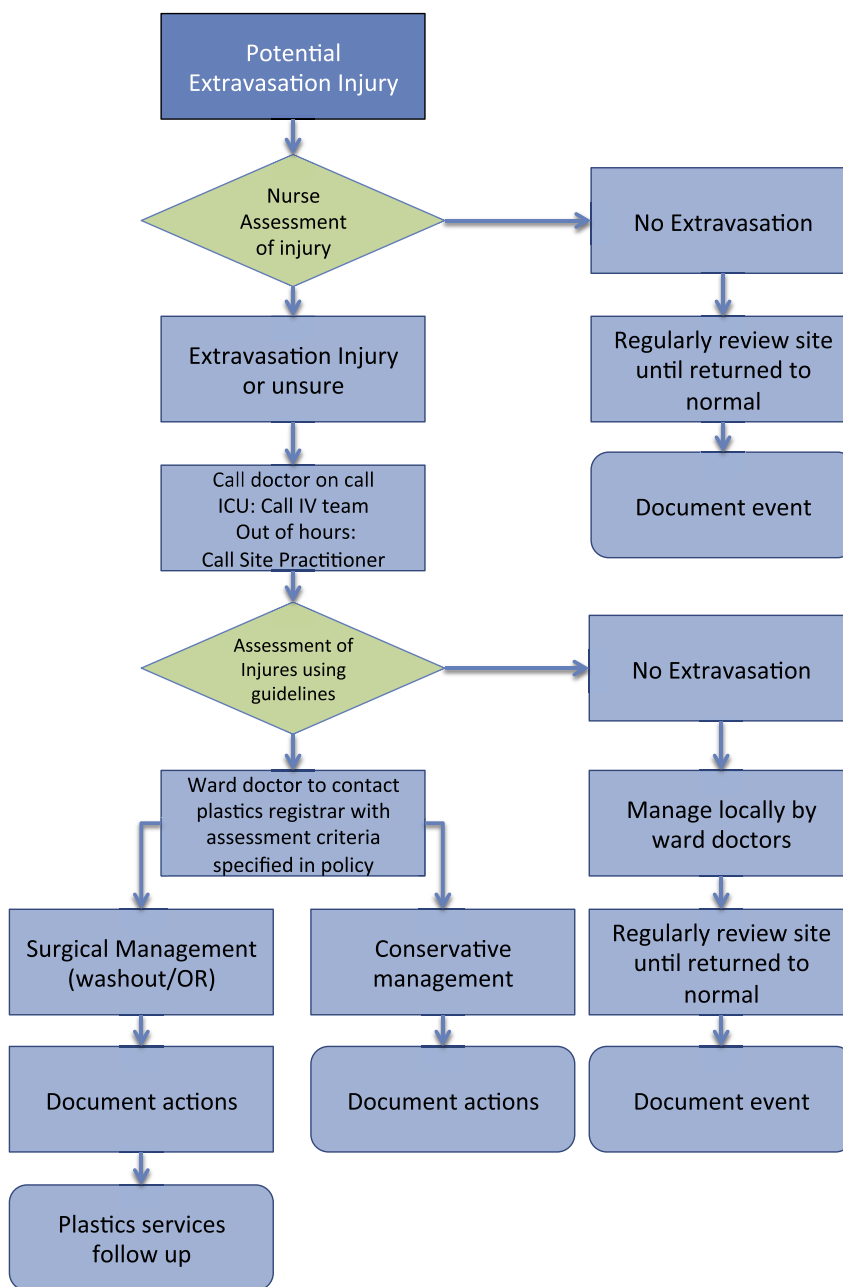 Potential
Extravasation Injury
Nurse
Assessment
of injury
No Extravasation
Extravasation Injury
or unsure
Regularly review site
until returned to
normal
Call doctor on call
ICU: Call IV team
Out of hours:
Call Site Practitioner
Document event
Assessment of
Injures using
guidelines
No Extravasation
Ward doctor to contact
plastics registrar with
assessment criteria
specified in policy
Manage locally by
ward doctors
Surgical Management
(washout/OR)
Conservative
management
Regularly review site
until returned to
normal
Document actions
Document actions
Document event
Plastics services
follow up